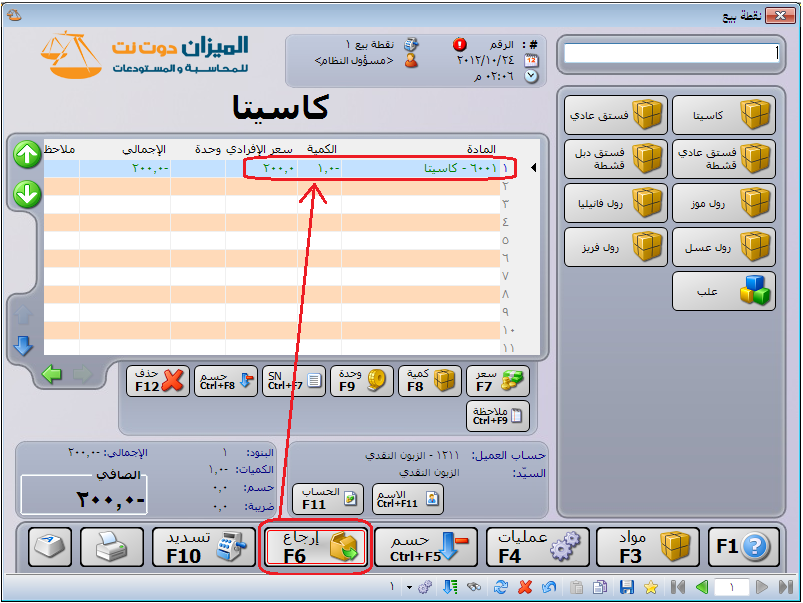 نقطة بيع
الميزان دوت نت
للمحاسبة والمستودعات
# : الرقم
نقطة بيع ١
٢٠١٢/١٠/٢٤
<مسؤول النظام>
٠٢:٠٦ م
كاسيتا
كاسيتا
فستق عادي
فستق عادي قشطة
فستق دبل قشطة
رول موز
رول فانيليا
رول عسل
رول فريز
علب
المادة الكمية سعر الإفرادي وحدة الإجمالي ملاحظ
١ ٦٠٠١ - كاسيتا ١,٠- ٢٠٠,٠ ٢٠٠,٠-
٢
٣
٤
٥
٦
٧
٨
٩
١٠
١١
سعر F7
كمية F8
وحدة F9
SN Ctrl+F7
حسم Ctrl+F8
حذف F12
ملاحظة Ctrl+F9
حساب العميل: ١٢١١ - الزبون النقدي
السيّد: الزبون النقدي
الاسم Ctrl+F11
الحساب F11
البنود: ١
الإجمالي: ٢٠٠,٠-
الكميات: ١,٠-
الصافي
حسم: ٠,٠
٢٠٠,٠-
ضريبة: ٠,٠
F1
مواد F3
عمليات F4
حسم Ctrl+F5
إرجاع F6
تسديد F10
١
١